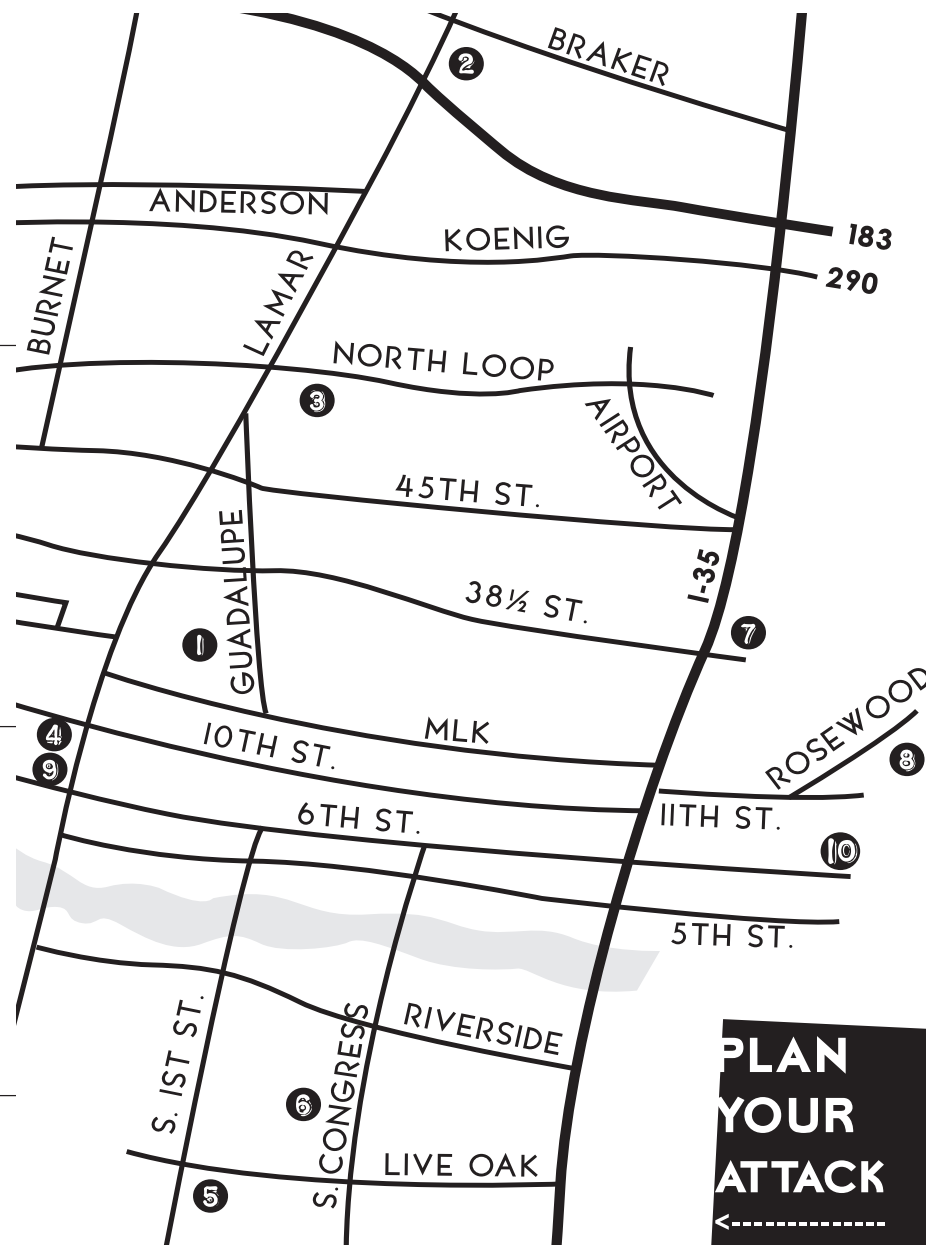 BRAKER
2
ANDERSON
183
KOENIG
290
BURNET
LAMAR
NORTH LOOP
3
AIRPORT
45TH ST.
GUADALUPE
I-35
38½ ST.
7
1
ROSEWOOD
MLK
4
10TH ST.
8
9
6TH ST.
11TH ST.
10
5TH ST.
S. 1ST ST.
RIVERSIDE
S. CONGRESS
6
LIVE OAK
5
PLAN
YOUR
ATTACK
<--------------